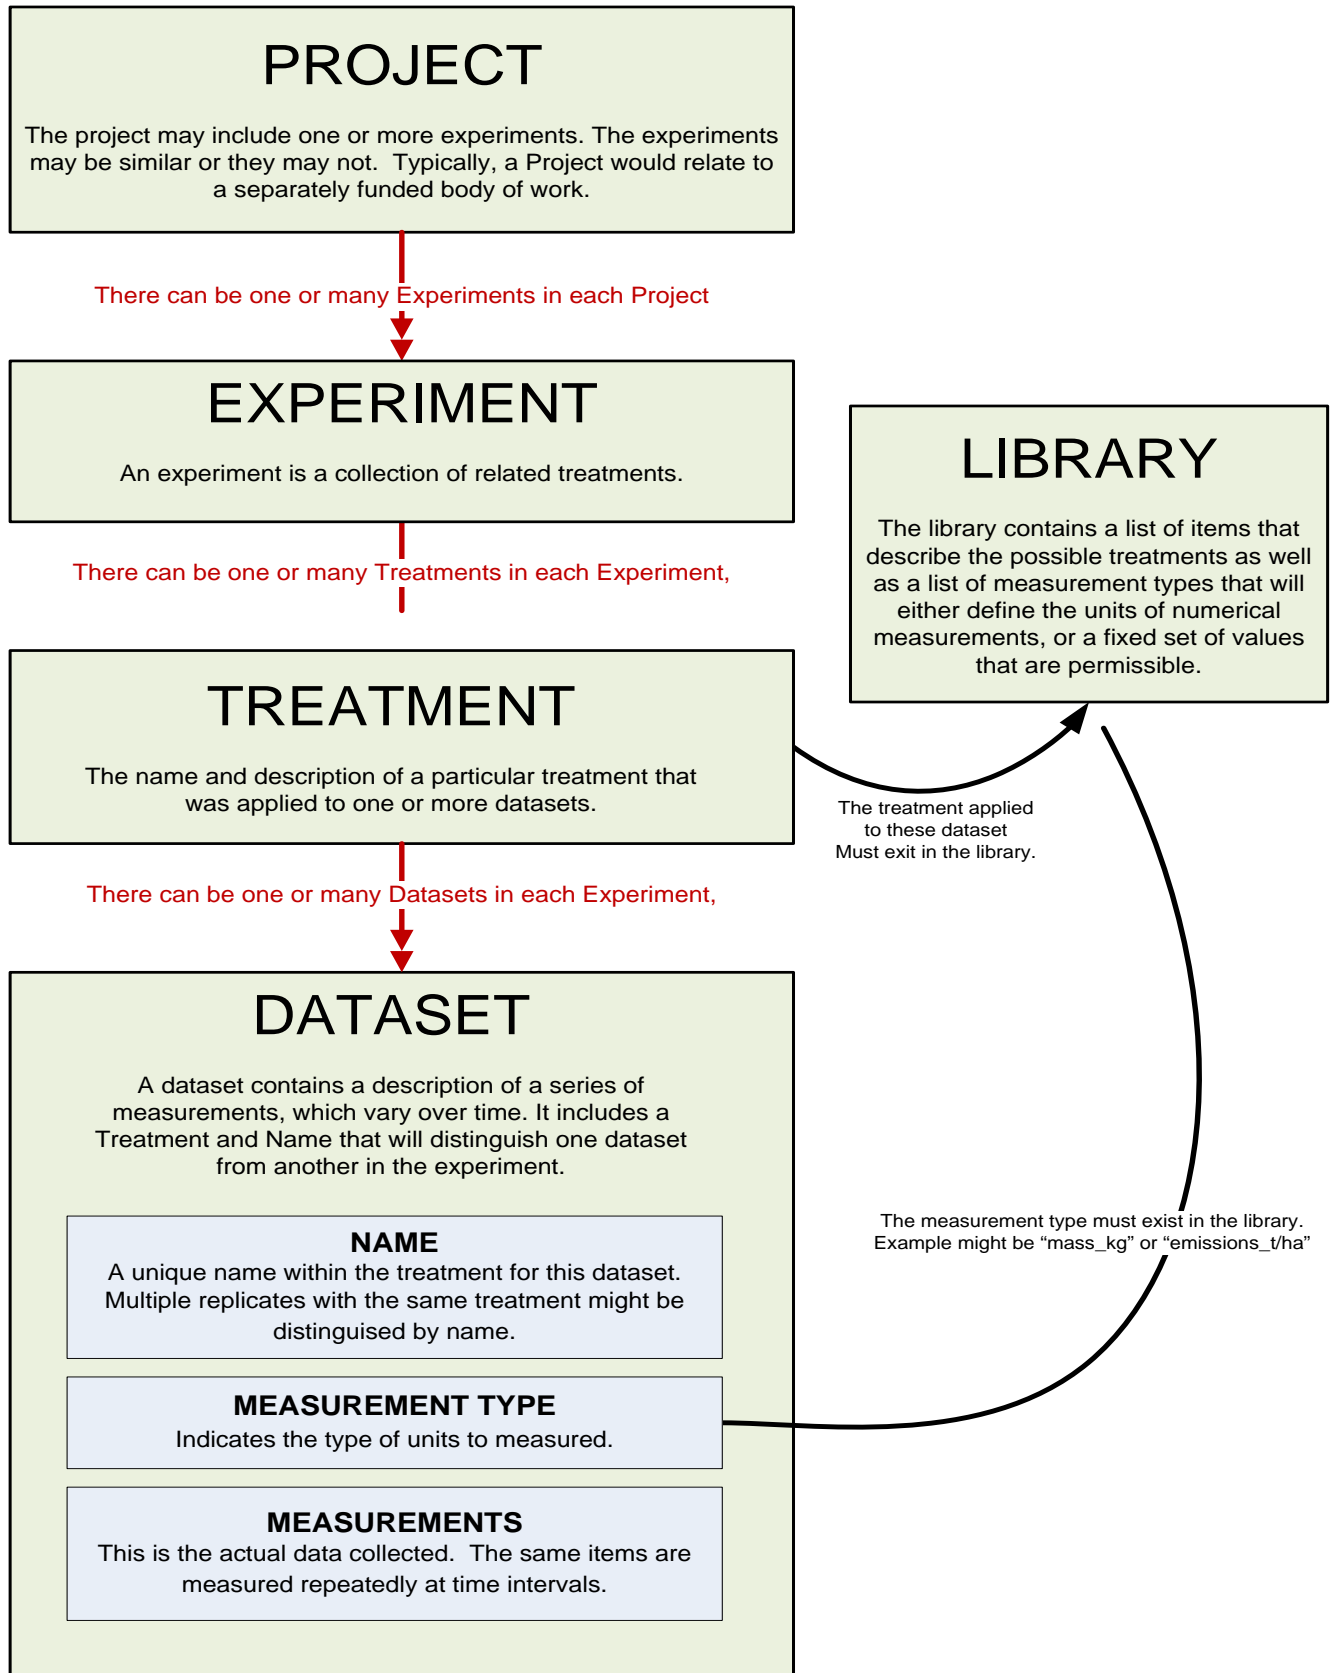 PROJECT
The project may include one or more experiments. The experiments
may be similar or they may not.  Typically, a Project would relate to
a separately funded body of work.
There can be one or many Experiments in each Project
EXPERIMENT
An experiment is a collection of related treatments.
There can be one or many Treatments in each Experiment,
LIBRARY
The library contains a list of items that
describe the possible treatments as well
as a list of measurement types that will
either define the units of numerical
measurements, or a fixed set of values
that are permissible.
TREATMENT
The name and description of a particular treatment that
was applied to one or more datasets.
The treatment applied
to these dataset
Must exit in the library.
There can be one or many Datasets in each Experiment,
DATASET
A dataset contains a description of a series of
measurements, which vary over time. It includes a
Treatment and Name that will distinguish one dataset
from another in the experiment.
NAME
A unique name within the treatment for this dataset.
Multiple replicates with the same treatment might be
distinguised by name.
The measurement type must exist in the library.
Example might be “mass_kg” or “emissions_t/ha”
MEASUREMENT TYPE
Indicates the type of units to measured.
MEASUREMENTS
This is the actual data collected.  The same items are
measured repeatedly at time intervals.